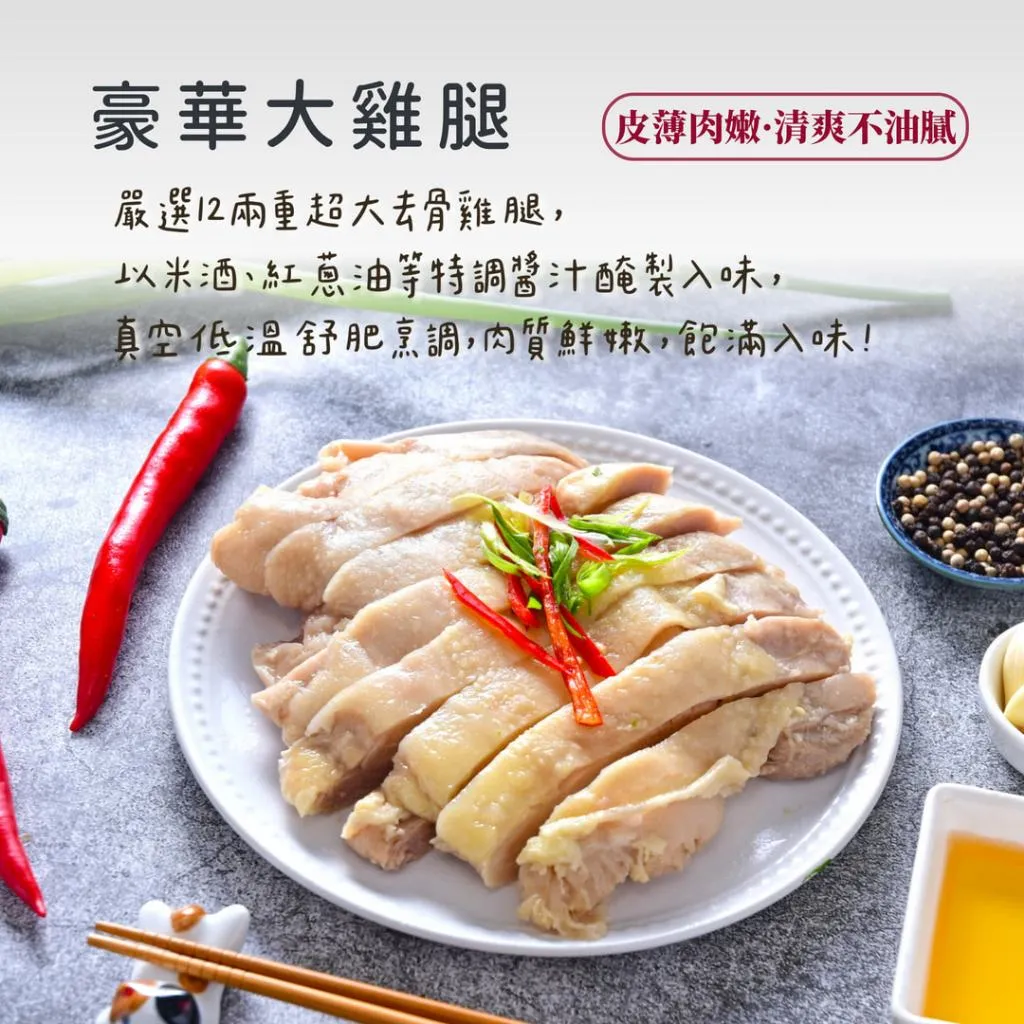 豪華大雞腿
皮薄肉嫩·清爽不油膩
嚴選12兩重超大去骨雞腿，
以米酒、紅蔥油等特調醬汁醃製入味，
真空低溫舒肥烹調，肉質鮮嫩，飽滿入味！